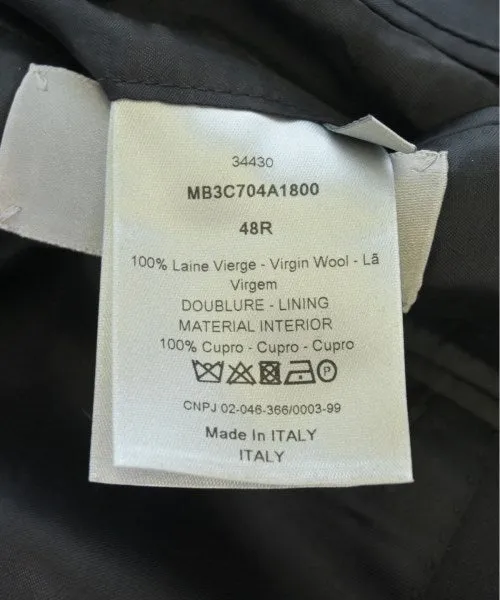 34430
MB3C704A1800
48R
100% Laine Vierge - Virgin Wool - Lã
Virgem
DOUBLURE - LINING
MATERIAL INTERIOR
100% Cupro - Cupro - Cupro
P
CNPJ 02-046-366/0003-99
Made In ITALY
ITALY